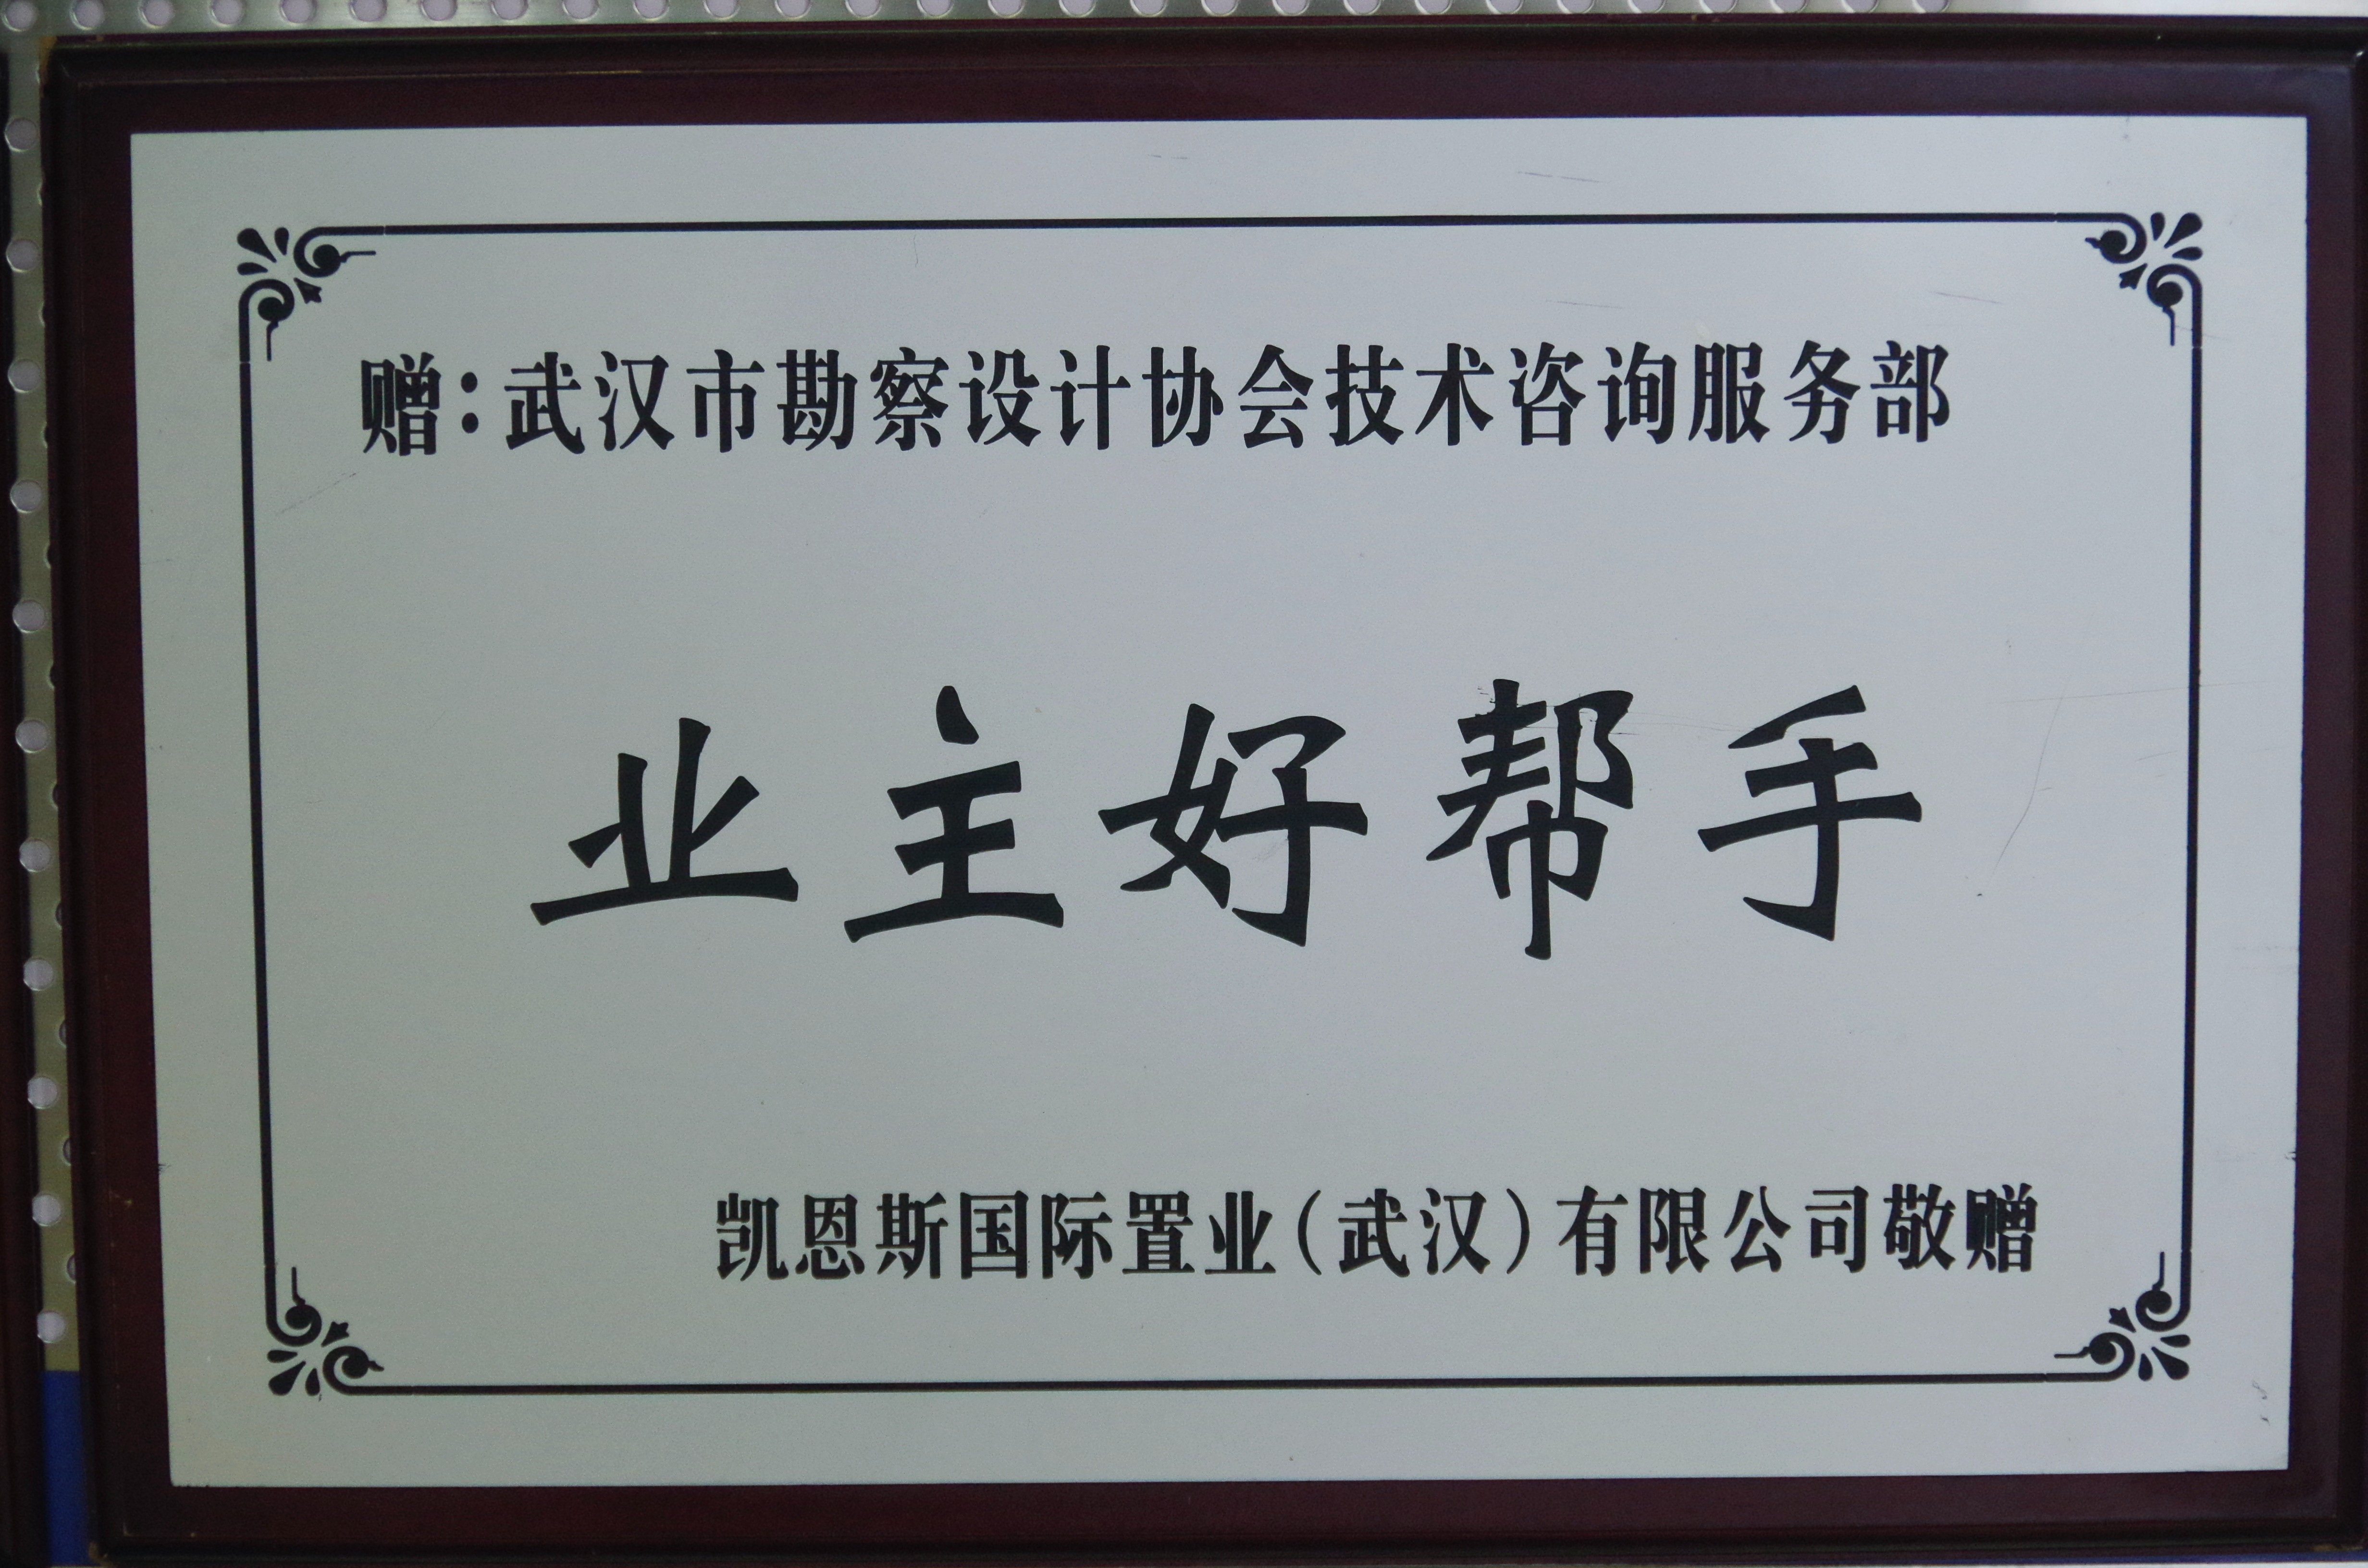 赠：武汉市勘察设计协会技术咨询服务部
业主好帮手
凯恩斯国际置业（武汉）有限公司敬赠